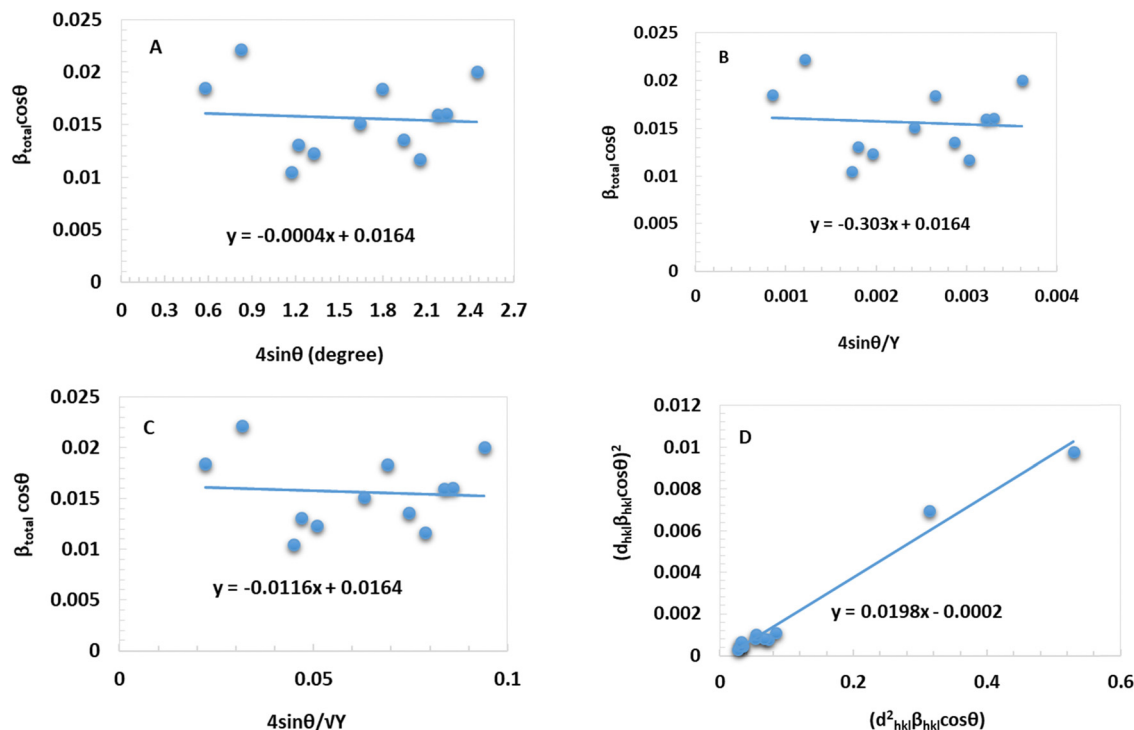 A
β_total cosθ
0.025
0.02
0.015
0.01
0.005
0
y = -0.0004x + 0.0164
0 0.3 0.6 0.9 1.2 1.5 1.8 2.1 2.4 2.7
4sinθ (degree)
B
β_total cosθ
0.025
0.02
0.015
0.01
0.005
0
y = -0.303x + 0.0164
0 0.001 0.002 0.003 0.004
4sinθ/Y
C
β_total cosθ
0.025
0.02
0.015
0.01
0.005
0
y = -0.0116x + 0.0164
0 0.05 0.1
4sinθ/√Y
D
(d_hkl β_hkl cosθ)²
0.012
0.01
0.008
0.006
0.004
0.002
0
y = 0.0198x - 0.0002
0 0.2 0.4 0.6
(d²_hkl β_hkl cosθ)